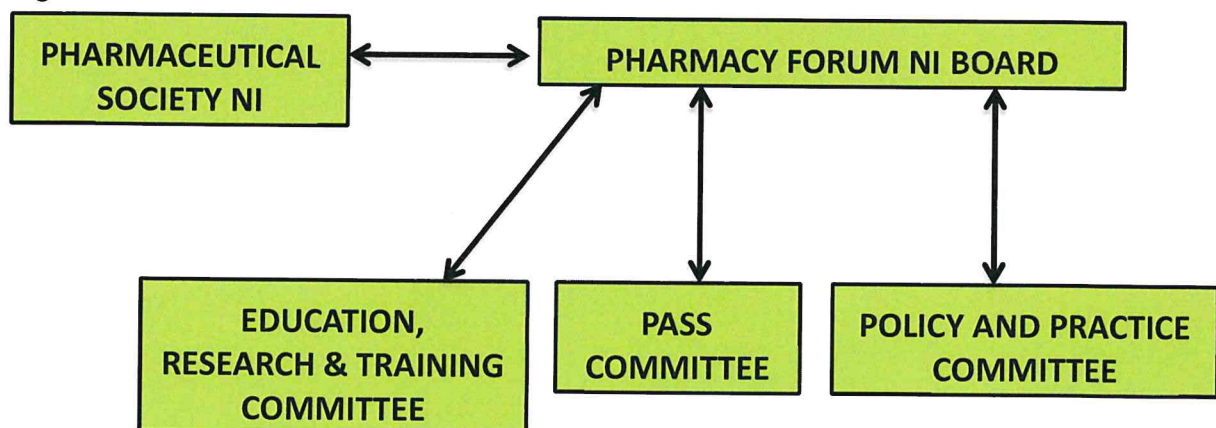 PHARMACEUTICAL
SOCIETY NI
PHARMACY FORUM NI BOARD
EDUCATION,
RESEARCH & TRAINING
COMMITTEE
PASS
COMMITTEE
POLICY AND PRACTICE
COMMITTEE